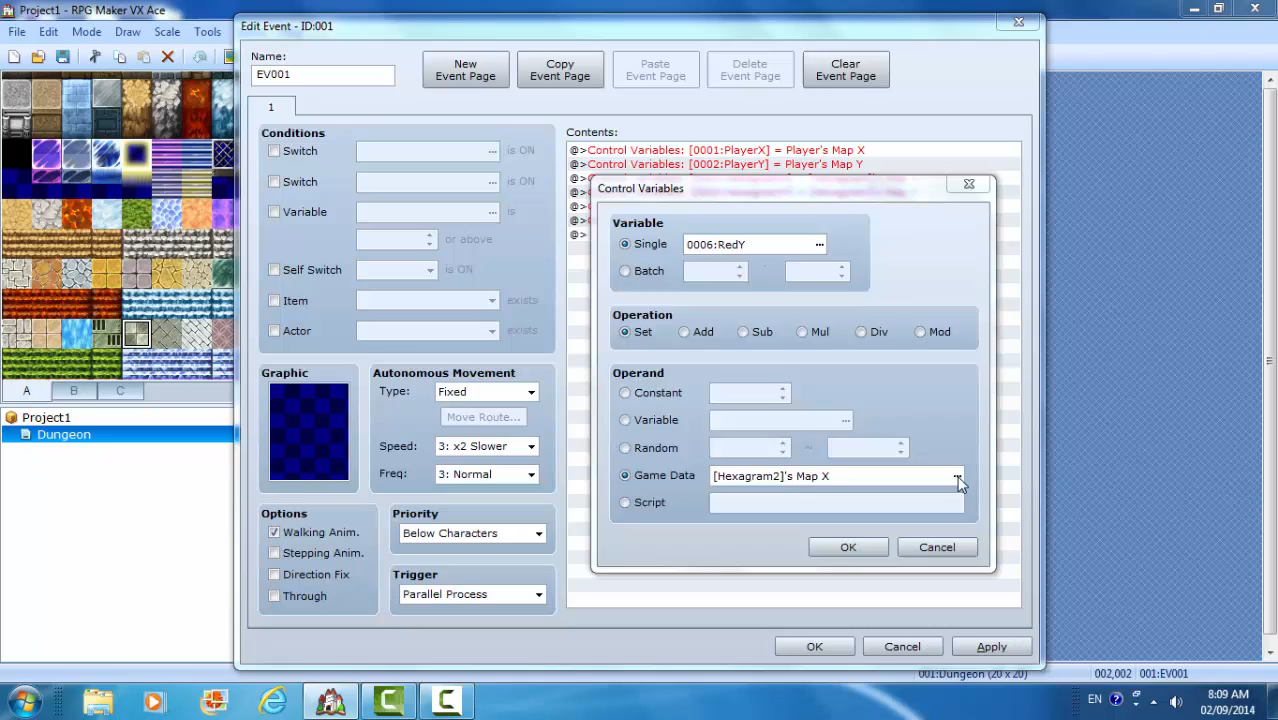 Project1 - RPG Maker VX Ace
File Edit Mode Draw Scale Tools
Edit Event - ID:001
Name:
EV001
New Event Page
Copy Event Page
Paste Event Page
Delete Event Page
Clear Event Page
1
Conditions
Switch ... is ON
Switch ... is ON
Variable ... is
or above
Self Switch is ON
Item exists
Actor exists
Graphic
Autonomous Movement
Type: Fixed
Move Route...
Speed: 3: x2 Slower
Freq: 3: Normal
Options
Walking Anim.
Stepping Anim.
Direction Fix
Through
Priority
Below Characters
Trigger
Parallel Process
Contents:
@>Control Variables: [0001:PlayerX] = Player's Map X
@>Control Variables: [0002:PlayerY] = Player's Map Y
@>
@>
@>
@>
Control Variables
Variable
Single 0006:RedY ...
Batch
Operation
Set Add Sub Mul Div Mod
Operand
Constant
Variable ...
Random ~
Game Data [Hexagram2]'s Map X
Script
OK Cancel
OK Cancel Apply
A B C
Project1
Dungeon
001:Dungeon (20 x 20) 002,002 001:EV001
EN 8:09 AM
02/09/2014